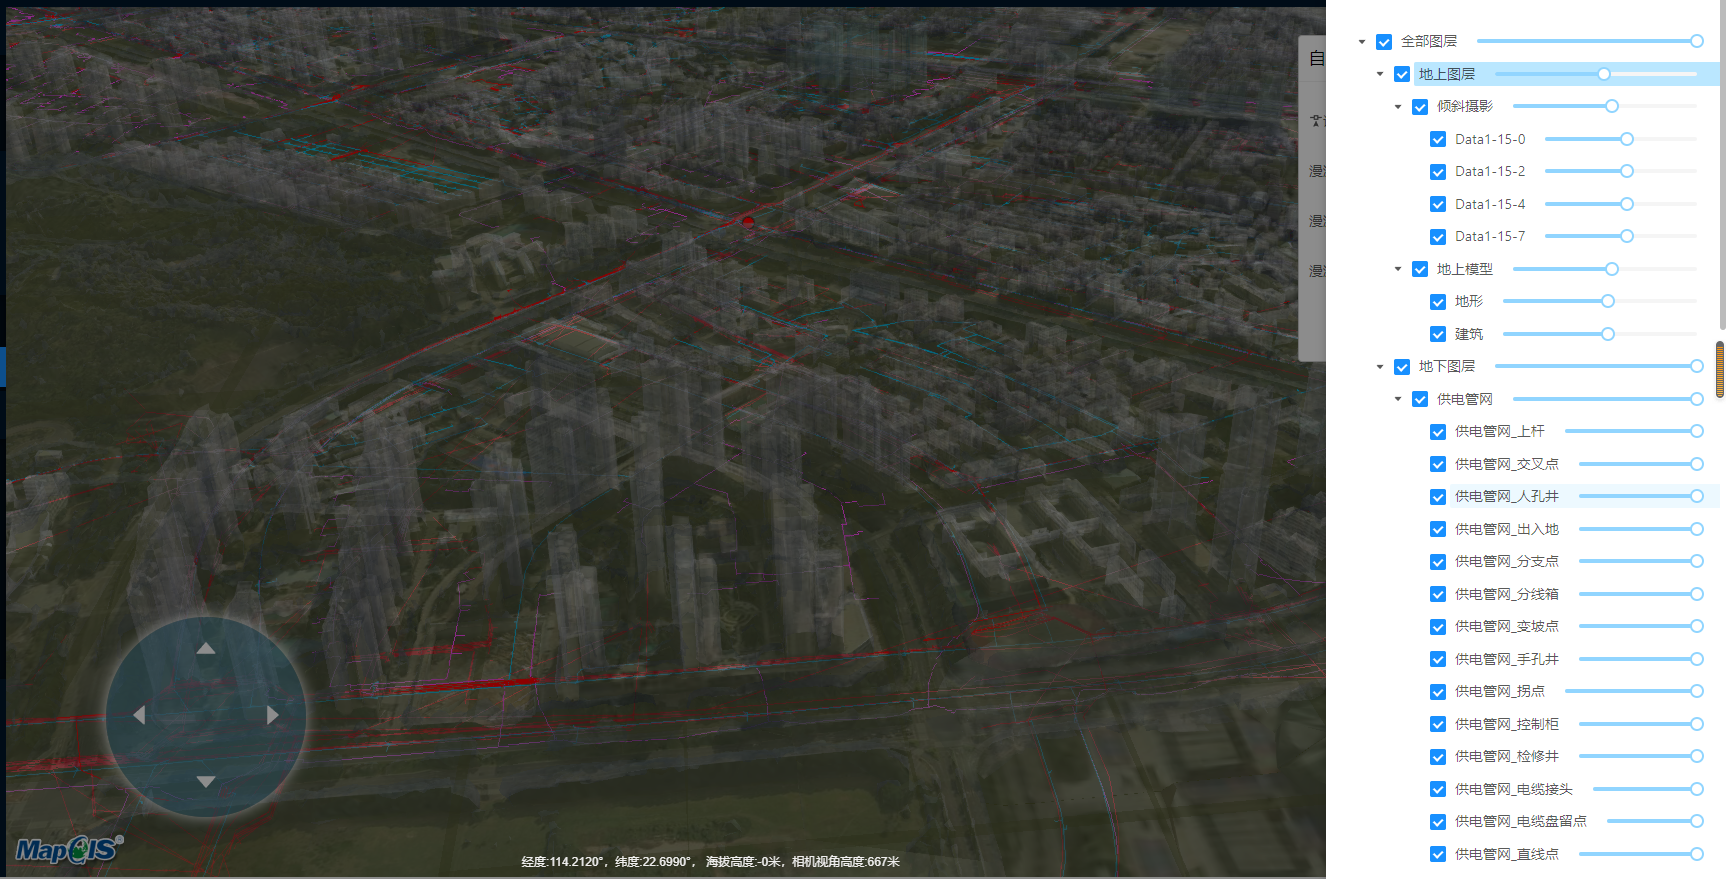 全部图层
地上图层
倾斜摄影
Data1-15-0
Data1-15-2
Data1-15-4
Data1-15-7
地上模型
地形
建筑
地下图层
供电管网
供电管网_上杆
供电管网_交叉点
供电管网_人孔井
供电管网_出入地
供电管网_分支点
供电管网_分线箱
供电管网_变坡点
供电管网_手孔井
供电管网_拐点
供电管网_控制柜
供电管网_检修井
供电管网_电缆接头
供电管网_电缆盘留点
供电管网_直线点
自
漫
漫
漫
MapGIS®
经度:114.2120°，纬度:22.6990°， 海拔高度:-0米，相机视角高度:667米